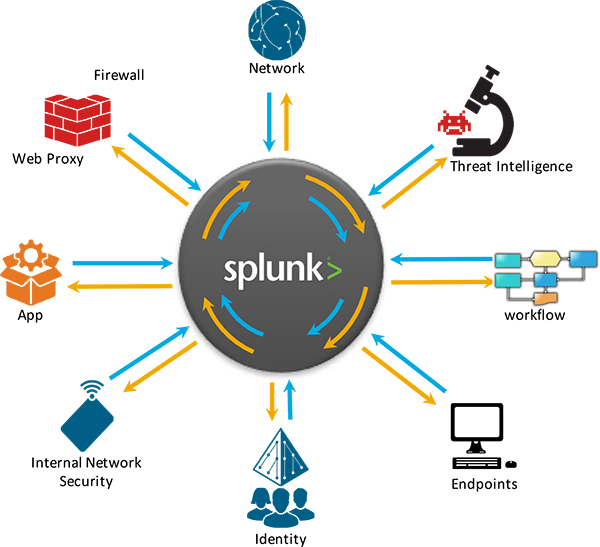 Network
Firewall
Web Proxy
Threat Intelligence
splunk>
App
workflow
Internal Network
Security
Endpoints
Identity